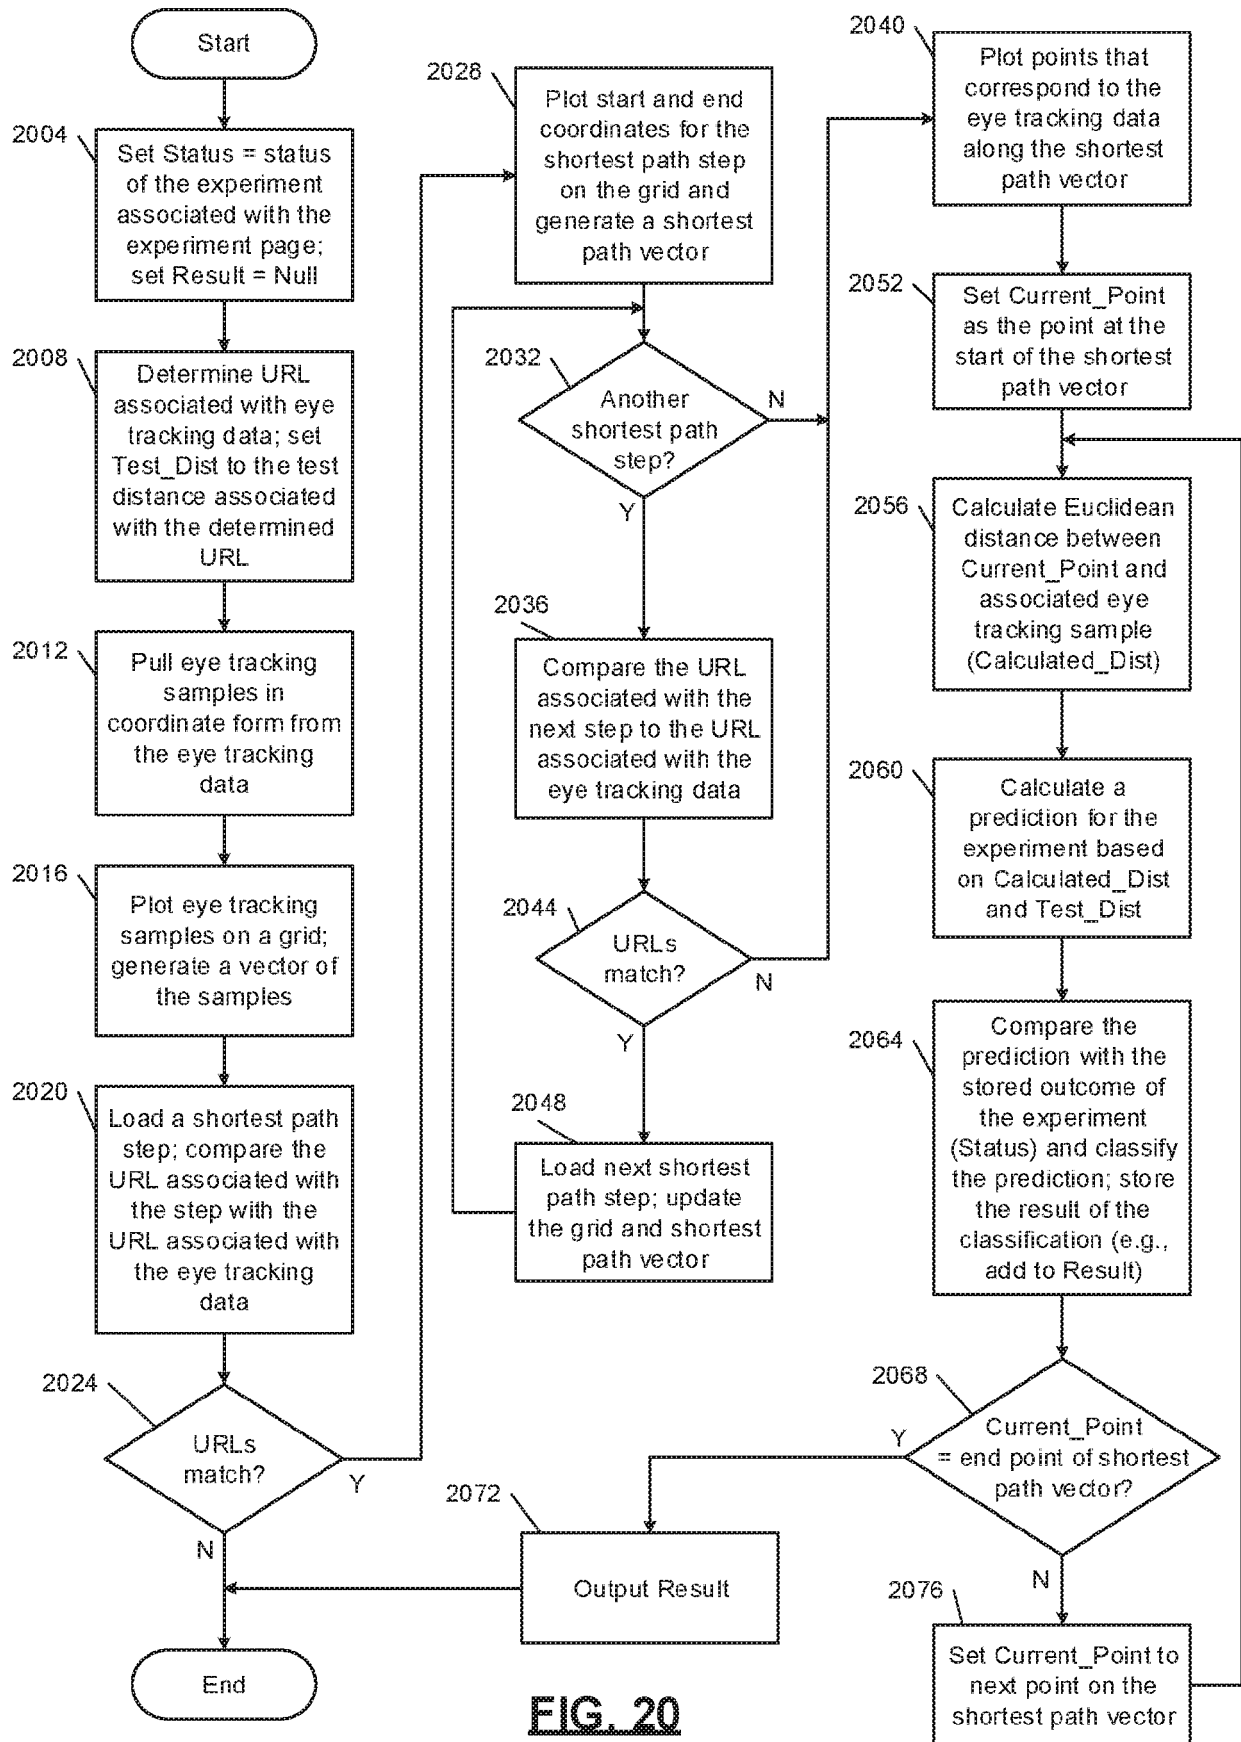 Start
2004
Set Status = status
of the experiment
associated with the
experiment page;
set Result = Null
2008
Determine URL
associated with eye
tracking data; set
Test_Dist to the test
distance associated
with the determined
URL
2012
Pull eye tracking
samples in
coordinate form from
the eye tracking
data
2016
Plot eye tracking
samples on a grid;
generate a vector of
the samples
2020
Load a shortest path
step; compare the
URL associated with
the step with the
URL associated with
the eye tracking
data
2024
URLs
match?
Y
N
End
2028
Plot start and end
coordinates for the
shortest path step
on the grid and
generate a shortest
path vector
2032
Another
shortest path
step?
N
Y
2036
Compare the URL
associated with the
next step to the URL
associated with the
eye tracking data
2044
URLs
match?
N
Y
2048
Load next shortest
path step; update
the grid and shortest
path vector
2040
Plot points that
correspond to the
eye tracking data
along the shortest
path vector
2052
Set Current_Point
as the point at the
start of the shortest
path vector
2056
Calculate Euclidean
distance between
Current_Point and
associated eye
tracking sample
(Calculated_Dist)
2060
Calculate a
prediction for the
experiment based
on Calculated_Dist
and Test_Dist
2064
Compare the
prediction with the
stored outcome of
the experiment
(Status) and classify
the prediction; store
the result of the
classification (e.g.,
add to Result)
2068
Current_Point
= end point of shortest
path vector?
Y
N
2072
Output Result
2076
Set Current_Point to
next point on the
shortest path vector
FIG. 20